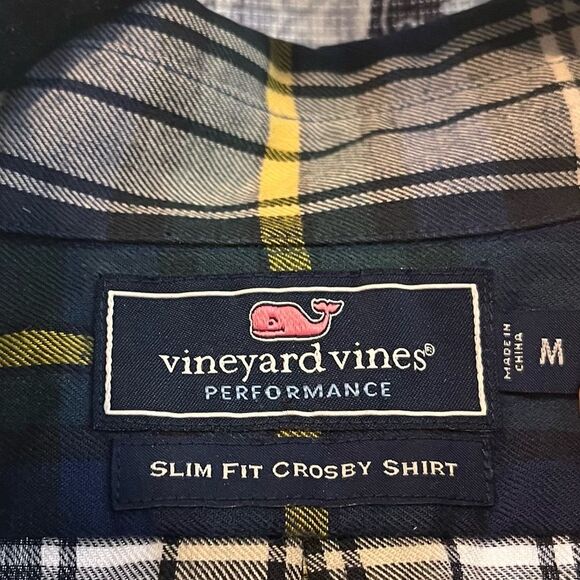 vineyard vines®
PERFORMANCE
MADE IN
CHINA
M
SLIM FIT CROSBY SHIRT